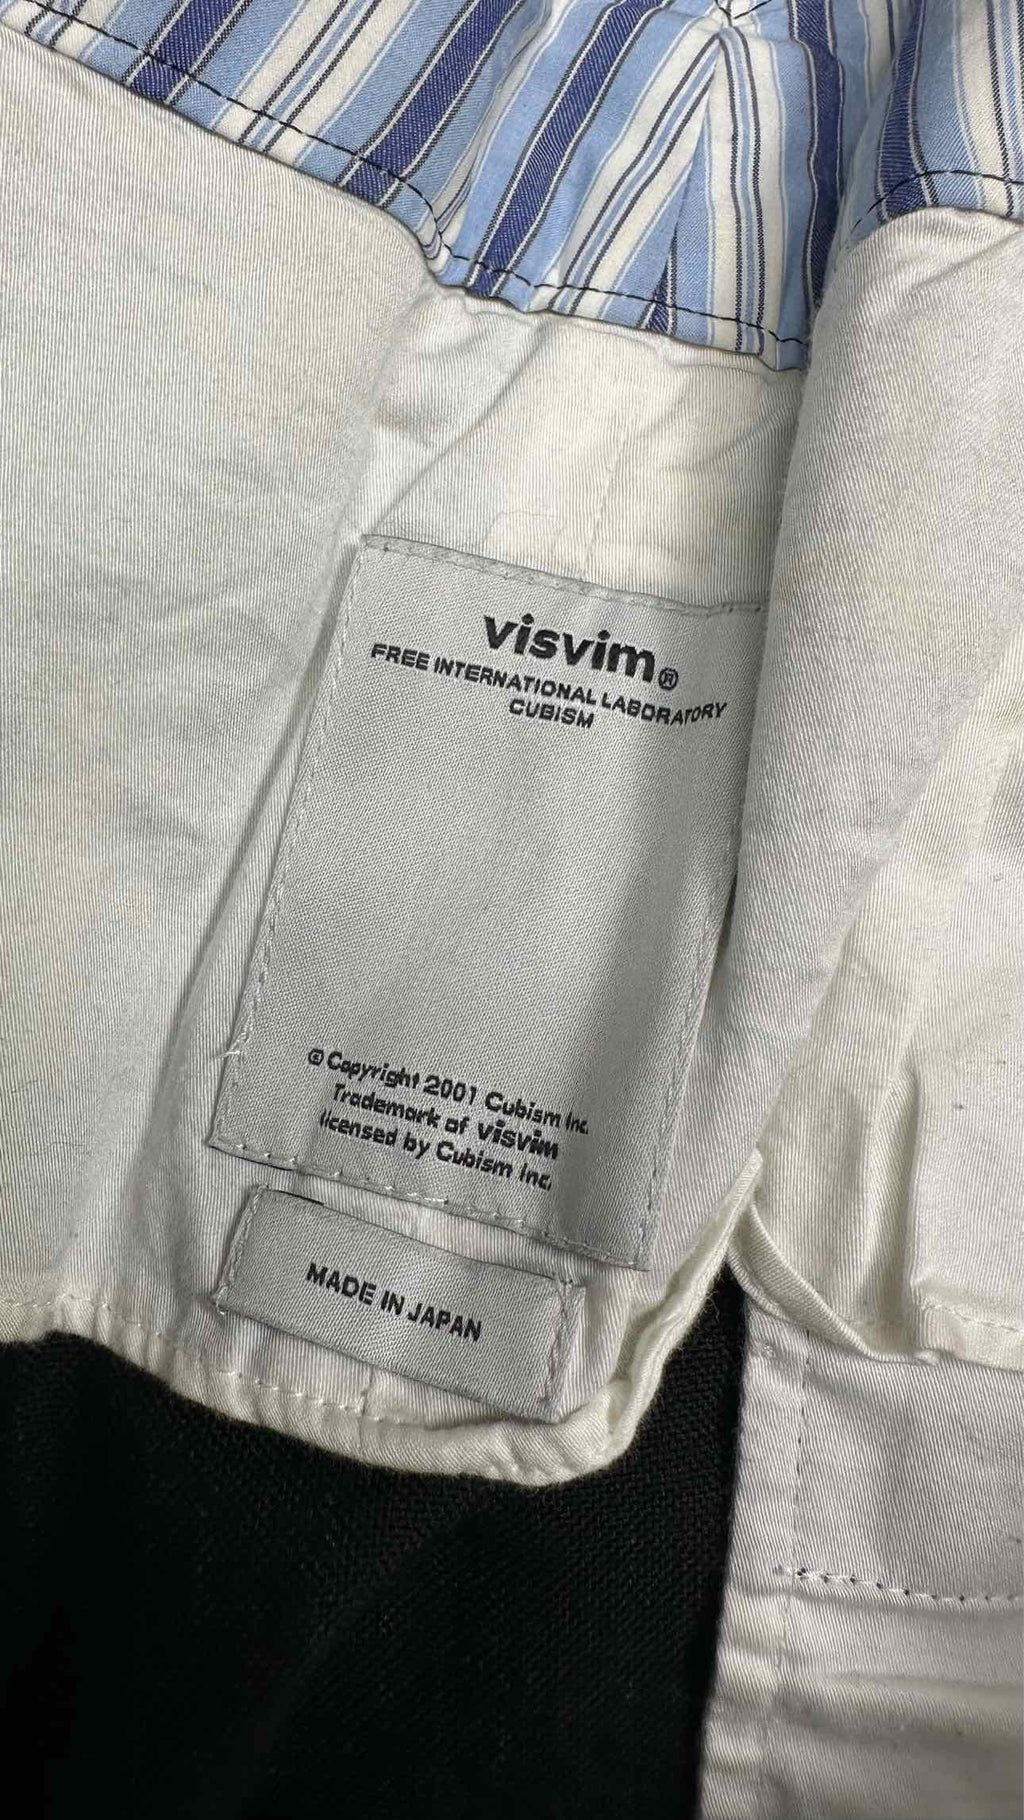 visvim®
FREE INTERNATIONAL LABORATORY
CUBISM
© Copyright 2001 Cubism Inc.
Trademark of visvim
licensed by Cubism Inc.
MADE IN JAPAN